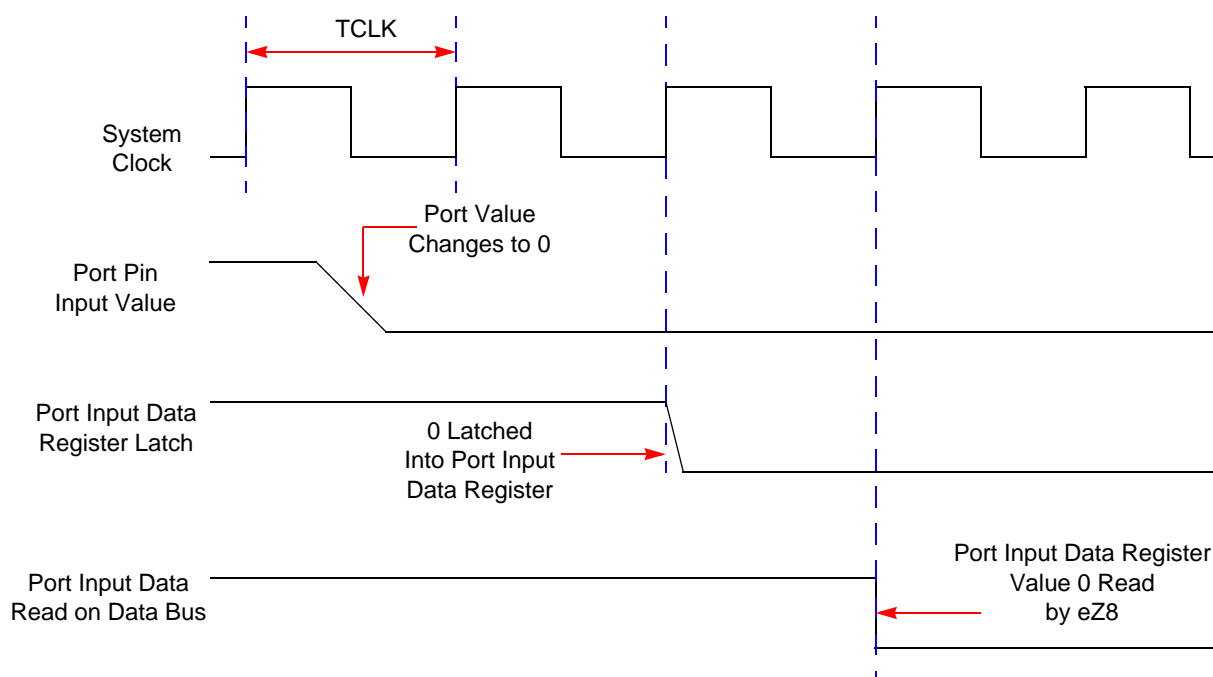 TCLK
System
Clock
Port Value
Changes to 0
Port Pin
Input Value
Port Input Data
Register Latch
0 Latched
Into Port Input
Data Register
Port Input Data
Read on Data Bus
Port Input Data Register
Value 0 Read
by eZ8